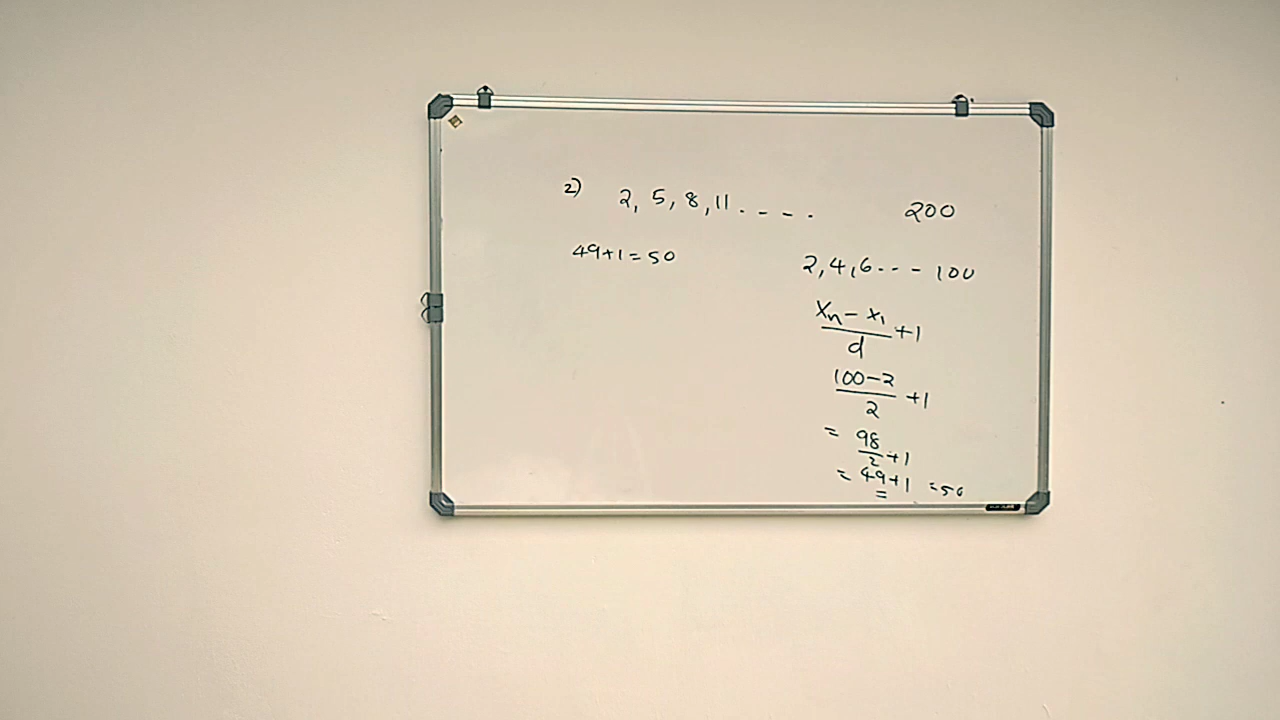 2) 2, 5, 8, 11 . - - - . 200
49+1=50
2,4,6 - - - 100
xn - x1 / d +1
100-2 / 2 +1
= 98 / 2 +1
= 49+1 =50
=